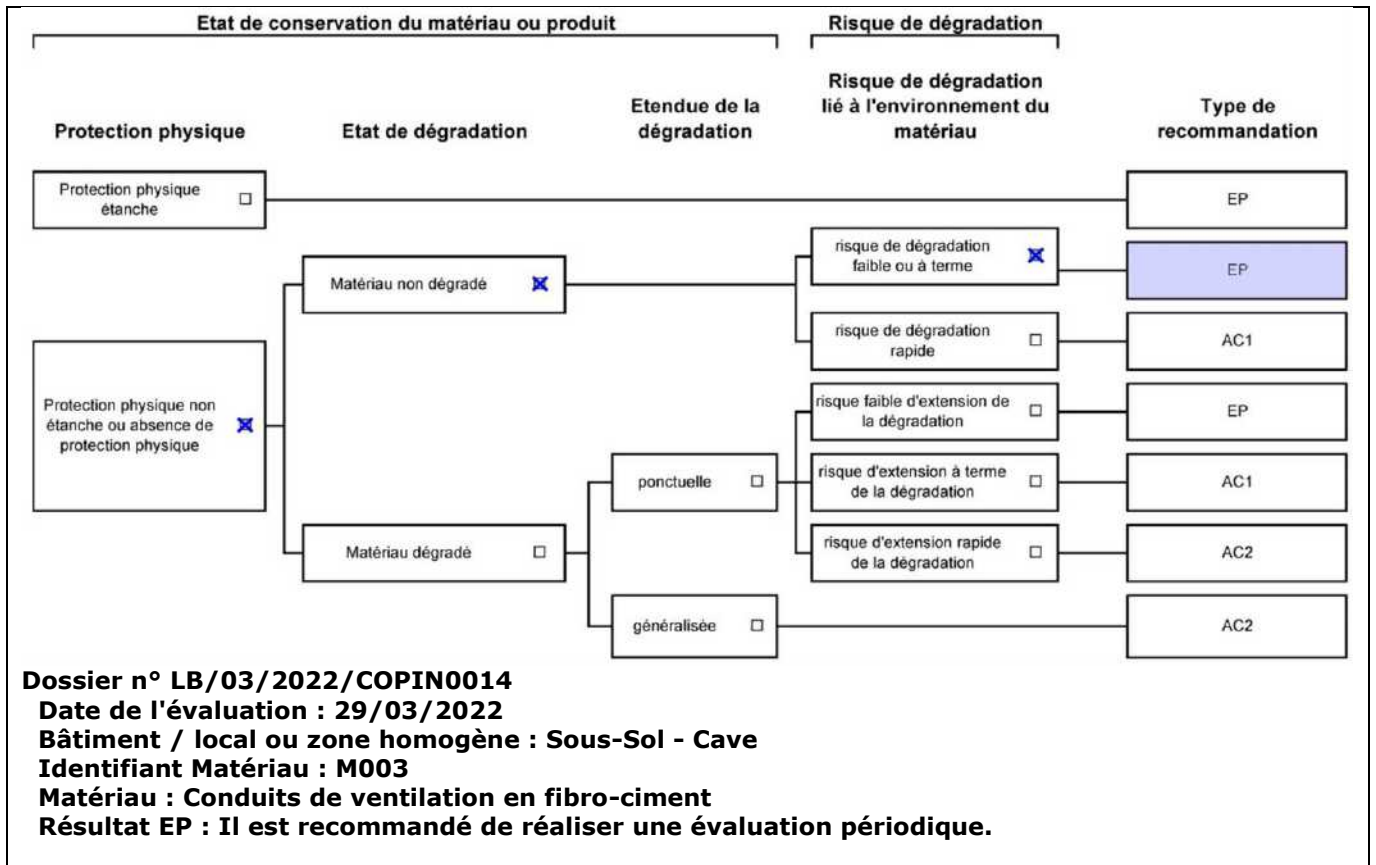 Etat de conservation du matériau ou produit
Risque de dégradation
Protection physique
Etat de dégradation
Etendue de la
dégradation
Risque de dégradation
lié à l'environnement du
matériau
Type de
recommandation
Protection physique
étanche
EP
risque de dégradation
faible ou à terme
EP
Matériau non dégradé
risque de dégradation
rapide
AC1
Protection physique non
étanche ou absence de
protection physique
risque faible d'extension de
la dégradation
EP
ponctuelle
risque d'extension à terme
de la dégradation
AC1
Matériau dégradé
risque d'extension rapide
de la dégradation
AC2
généralisée
AC2
Dossier n° LB/03/2022/COPIN0014
Date de l'évaluation : 29/03/2022
Bâtiment / local ou zone homogène : Sous-Sol - Cave
Identifiant Matériau : M003
Matériau : Conduits de ventilation en fibro-ciment
Résultat EP : Il est recommandé de réaliser une évaluation périodique.